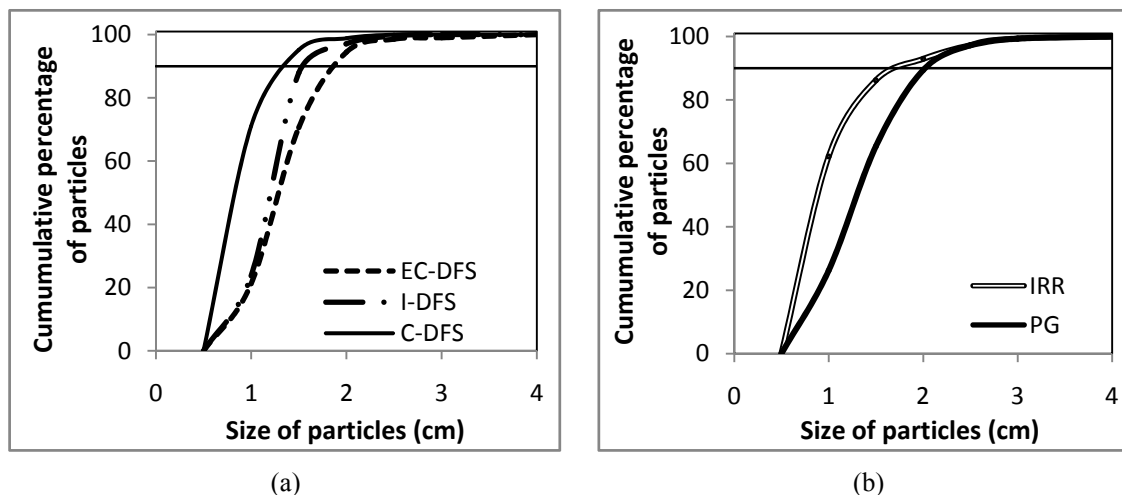 Cumumulative percentage
of particles
100
80
60
40
20
0
EC-DFS
I-DFS
C-DFS
0 1 2 3 4
Size of particles (cm)
(a)
Cumumulative percentage
of particles
100
80
60
40
20
0
IRR
PG
0 1 2 3 4
Size of particles (cm)
(b)